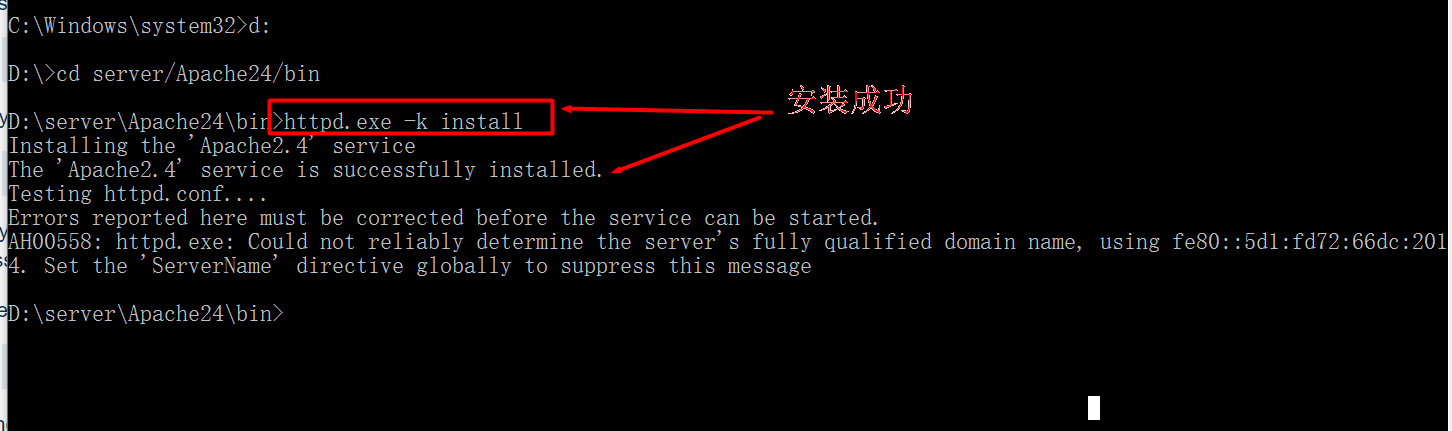 C:\Windows\system32>d:
D:\>cd server/Apache24/bin
安装成功
D:\server\Apache24\bin>httpd.exe -k install
Installing the 'Apache2.4' service
The 'Apache2.4' service is successfully installed.
Testing httpd.conf....
Errors reported here must be corrected before the service can be started.
AH00558: httpd.exe: Could not reliably determine the server's fully qualified domain name, using fe80::5d1:fd72:66dc:201
4. Set the 'ServerName' directive globally to suppress this message
D:\server\Apache24\bin>